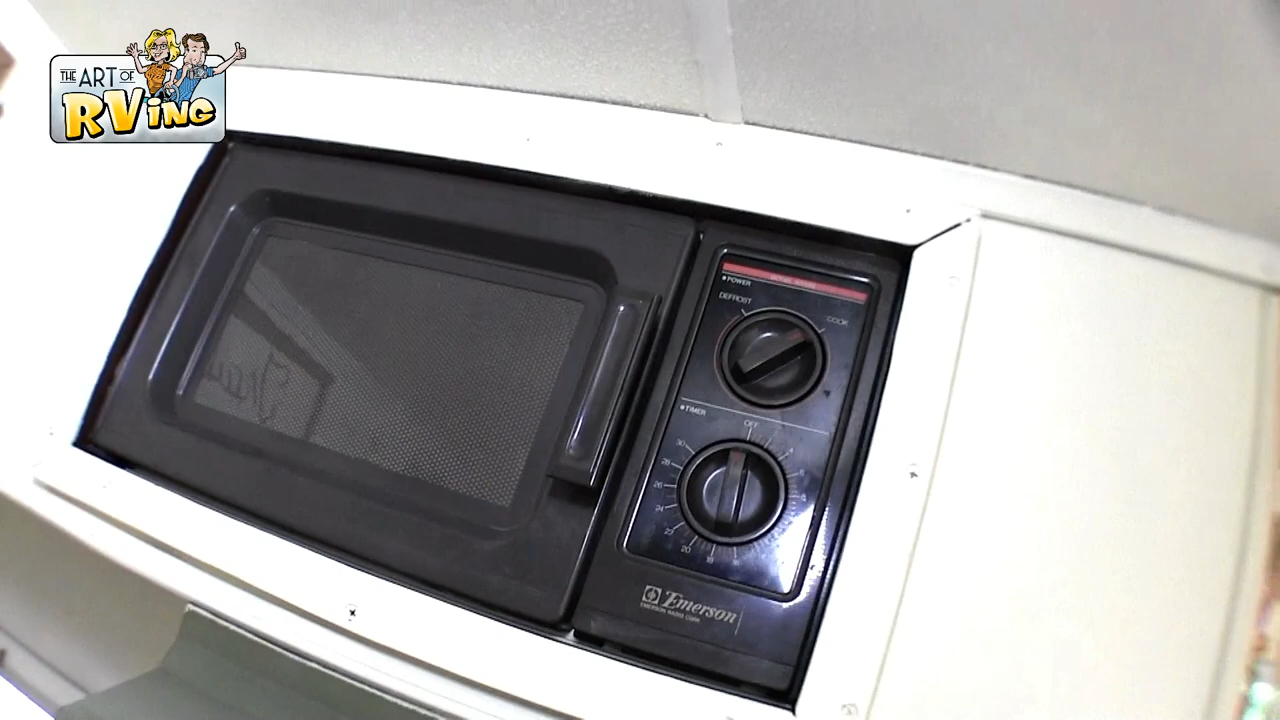 THE ART OF
RVing
POWER
DEFROST
COOK
TIMER
OFF
30
28
26
24
22
20
18
Emerson
EMERSON RADIO Corp.